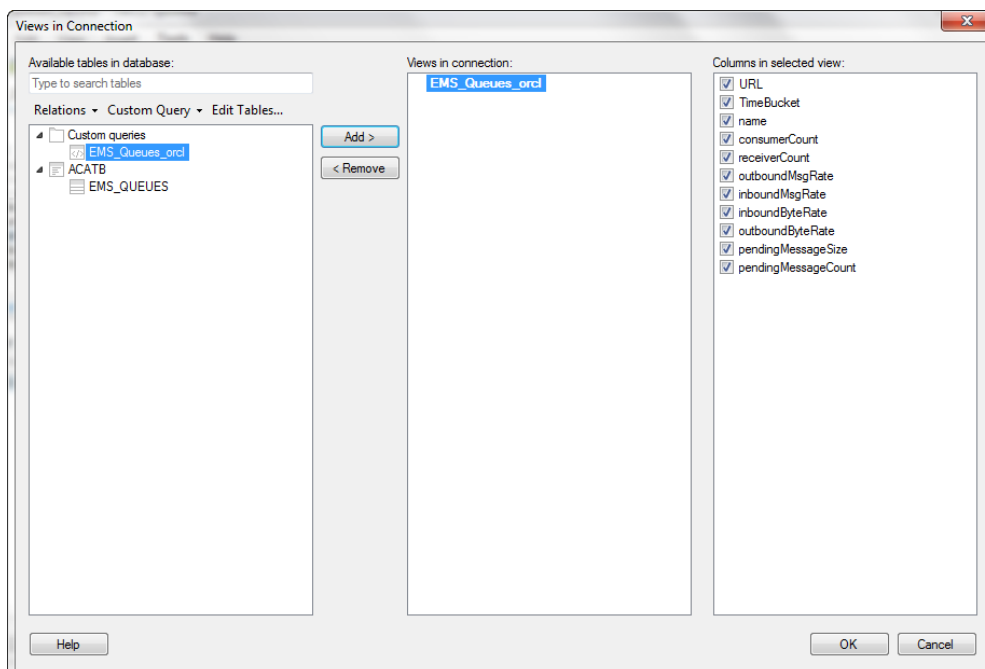 Views in Connection
Available tables in database:
Type to search tables
Relations Custom Query Edit Tables...
Custom queries
EMS_Queues_orcl
ACATB
EMS_QUEUES
Add >
< Remove
Views in connection:
EMS_Queues_orcl
Columns in selected view:
URL
TimeBucket
name
consumerCount
receiverCount
outboundMsgRate
inboundMsgRate
inboundByteRate
outboundByteRate
pendingMessageSize
pendingMessageCount
Help
OK
Cancel